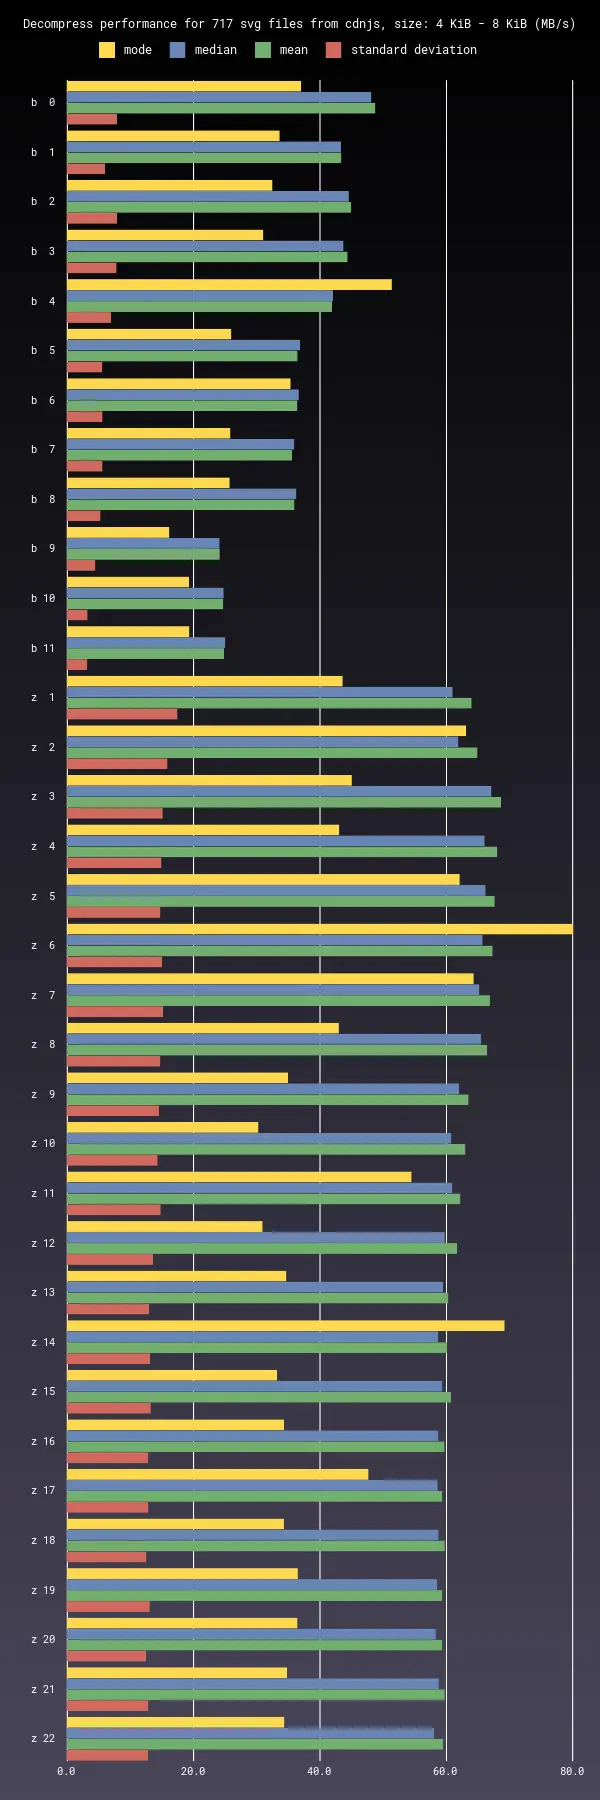 Decompress performance for 717 svg files from cdnjs, size: 4 KiB - 8 KiB (MB/s)
mode median mean standard deviation
b 0
b 1
b 2
b 3
b 4
b 5
b 6
b 7
b 8
b 9
b 10
b 11
z 1
z 2
z 3
z 4
z 5
z 6
z 7
z 8
z 9
z 10
z 11
z 12
z 13
z 14
z 15
z 16
z 17
z 18
z 19
z 20
z 21
z 22
0.0 20.0 40.0 60.0 80.0